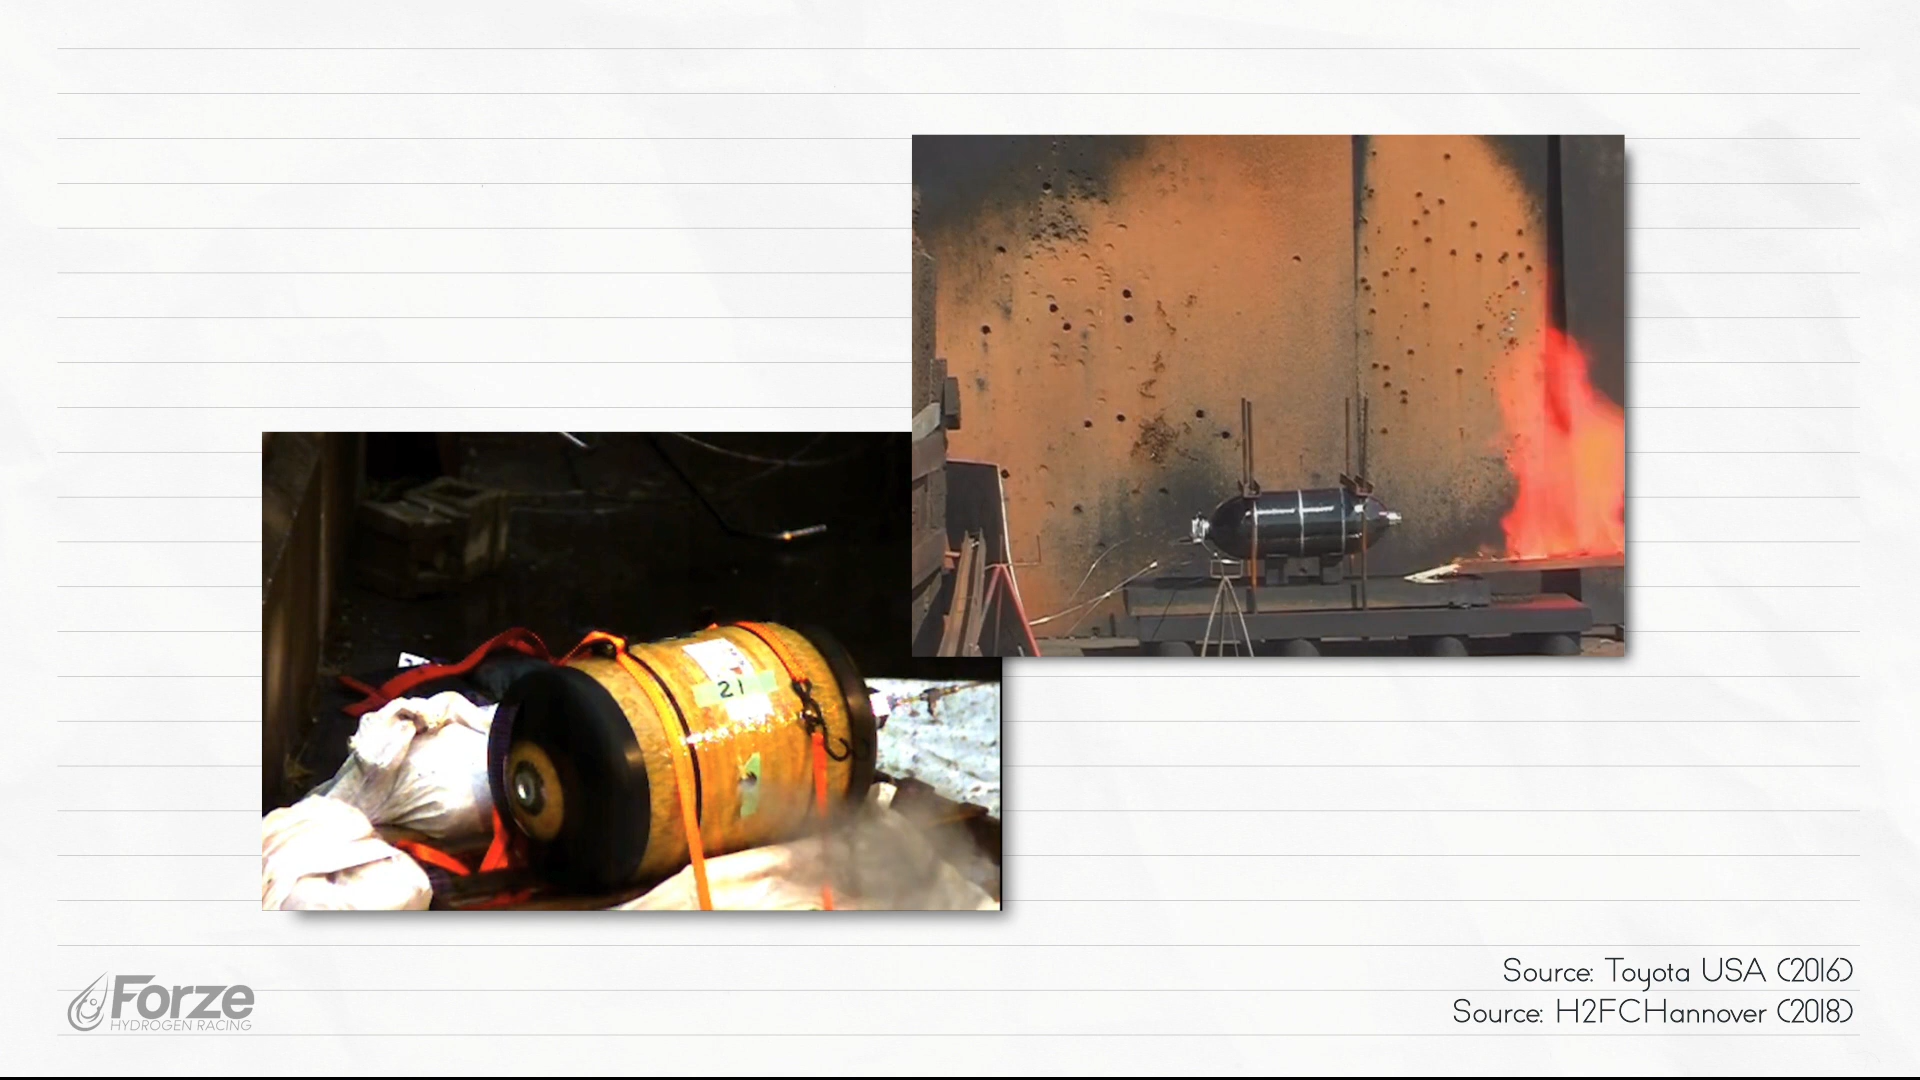 21
Forze
HYDROGEN RACING
Source: Toyota USA (2016)
Source: H2FCHannover (2018)